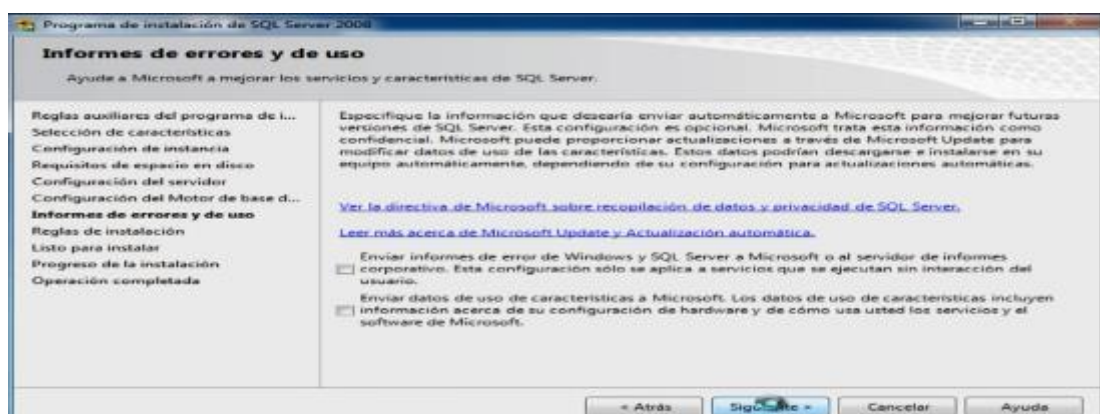 Programa de instalación de SQL Server 2008
Informes de errores y de uso
Ayude a Microsoft a mejorar los servicios y características de SQL Server.
Reglas auxiliares del programa de i...
Selección de características
Configuración de instancia
Requisitos de espacio en disco
Configuración del servidor
Configuración del Motor de base d...
Informes de errores y de uso
Reglas de instalación
Listo para instalar
Progreso de la instalación
Operación completada
Especifique la información que desearía enviar automáticamente a Microsoft para mejorar futuras
versiones de SQL Server. Esta configuración es opcional. Microsoft trata esta información como
confidencial. Microsoft puede proporcionar actualizaciones a través de Microsoft Update para
modificar datos de uso de las características. Estos datos podrían descargarse e instalarse en su
equipo automáticamente, dependiendo de su configuración para actualizaciones automáticas.
Ver la directiva de Microsoft sobre recopilación de datos y privacidad de SQL Server.
Leer más acerca de Microsoft Update y Actualización automática.
Enviar informes de error de Windows y SQL Server a Microsoft o al servidor de informes
corporativo. Esta configuración sólo se aplica a servicios que se ejecutan sin interacción del
usuario.
Enviar datos de uso de características a Microsoft. Los datos de uso de características incluyen
información acerca de su configuración de hardware y de cómo usa usted los servicios y el
software de Microsoft.
< Atrás
Siguiente >
Cancelar
Ayuda